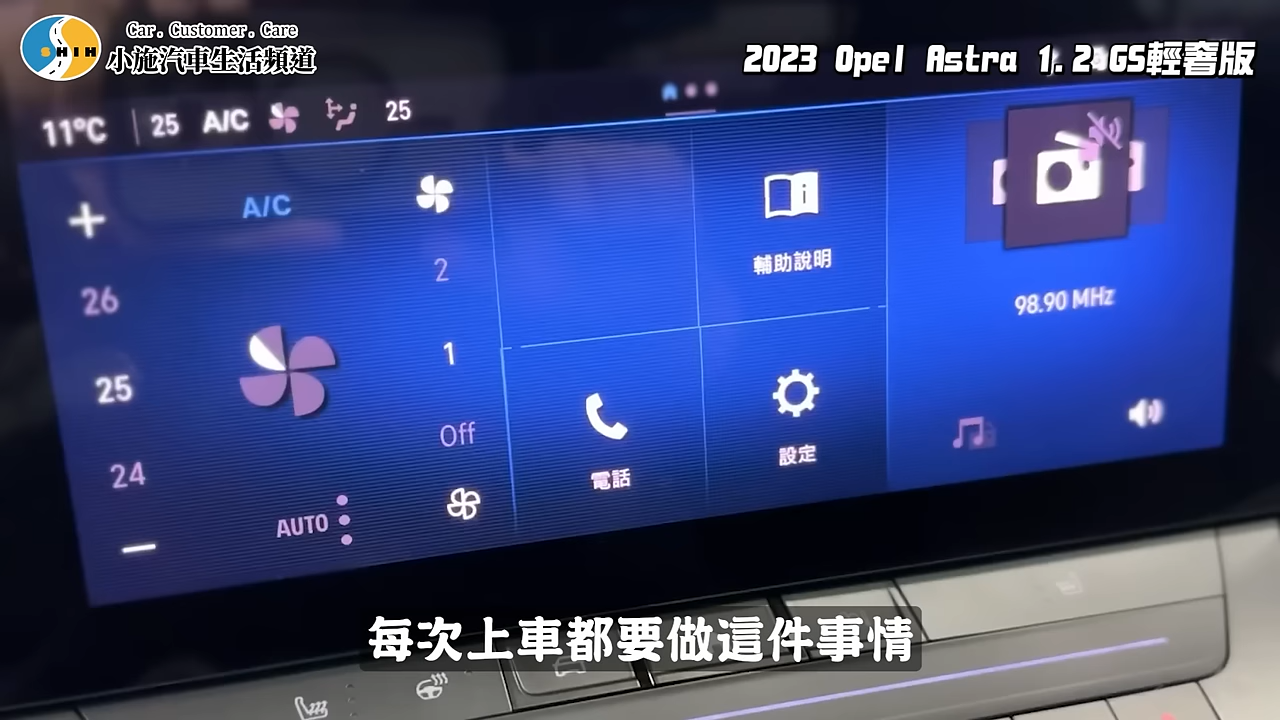 Car. Customer. Care
SHIH
小施汽車生活頻道
2023 Opel Astra 1.2 GS輕奢版
11°C 25 A/C 25
A/C
26
25
24
2
1
Off
AUTO
輔助說明
電話
設定
98.90 MHz
每次上車都要做這件事情